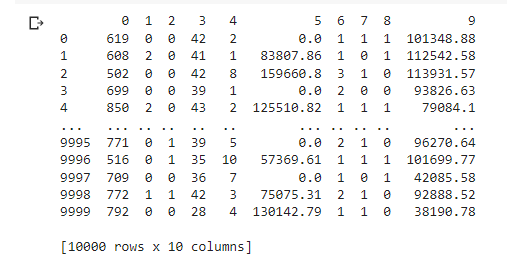 0 1 2 3 4 5 6 7 8 9
0 619 0 0 42 2 0.0 1 1 1 101348.88
1 608 2 0 41 1 83807.86 1 0 1 112542.58
2 502 0 0 42 8 159660.8 3 1 0 113931.57
3 699 0 0 39 1 0.0 2 0 0 93826.63
4 850 2 0 43 2 125510.82 1 1 1 79084.1
... ... .. .. .. .. ... .. .. .. ...
9995 771 0 1 39 5 0.0 2 1 0 96270.64
9996 516 0 1 35 10 57369.61 1 1 1 101699.77
9997 709 0 0 36 7 0.0 1 0 1 42085.58
9998 772 1 1 42 3 75075.31 2 1 0 92888.52
9999 792 0 0 28 4 130142.79 1 1 0 38190.78
[10000 rows x 10 columns]